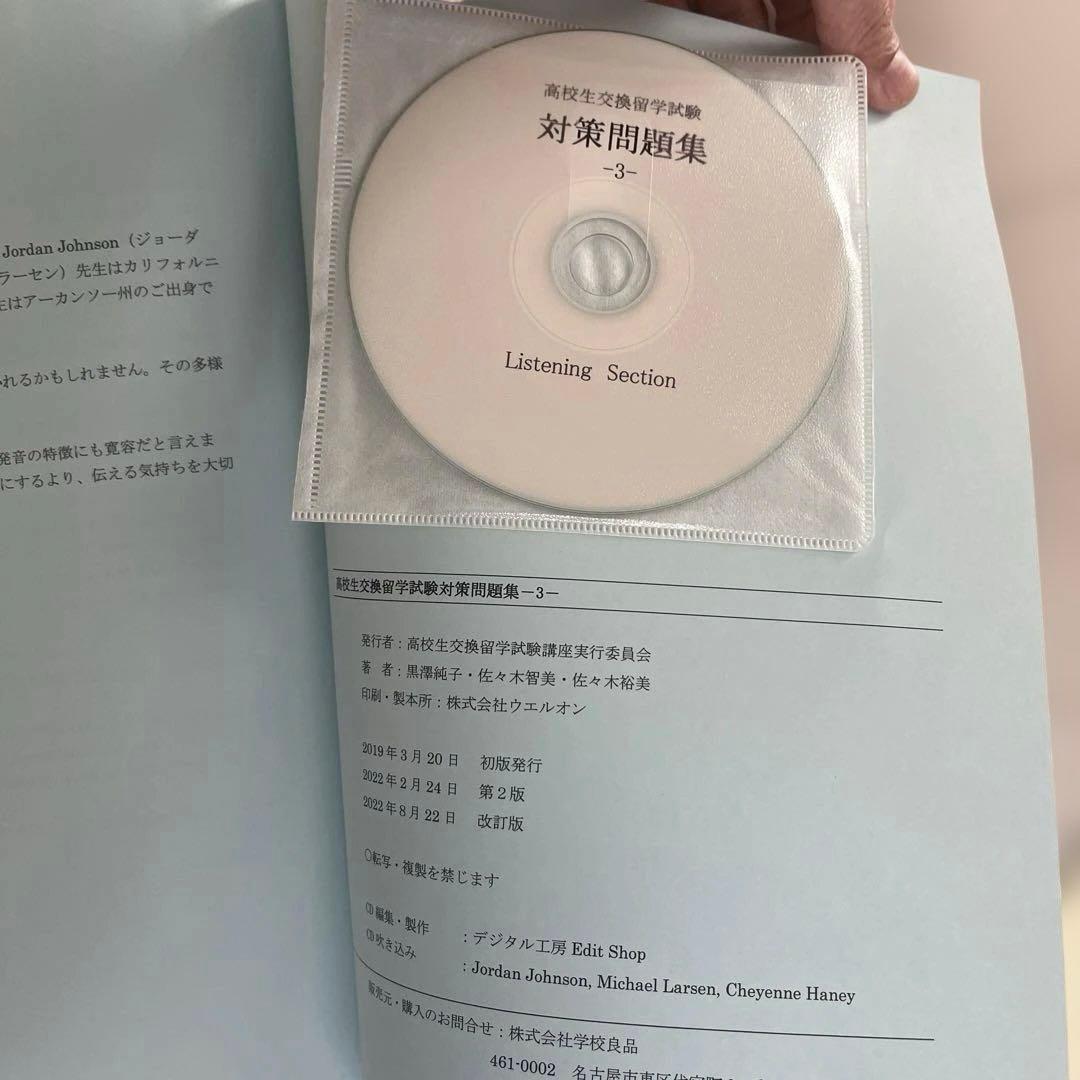 Jordan Johnson（ジョーダ
ラーセン）先生はカリフォルニ
生はアーカンソー州のご出身で
れるかもしれません。その多様
発音の特徴にも寛容だと言えま
にするより、伝える気持ちを大切
高校生交換留学試験
対策問題集
-3-
Listening Section
高校生交換留学試験対策問題集－3－
発行者：高校生交換留学試験講座実行委員会
著 者：黒澤純子・佐々木智美・佐々木裕美
印刷・製本所：株式会社ウエルオン
2019年3月20日 初版発行
2022年2月24日 第2版
2022年8月22日 改訂版
○転写・複製を禁じます
CD編集・製作 ：デジタル工房 Edit Shop
CD吹き込み ：Jordan Johnson, Michael Larsen, Cheyenne Haney
販売元・購入のお問合せ：株式会社学校良品
461-0002 名古屋市東区